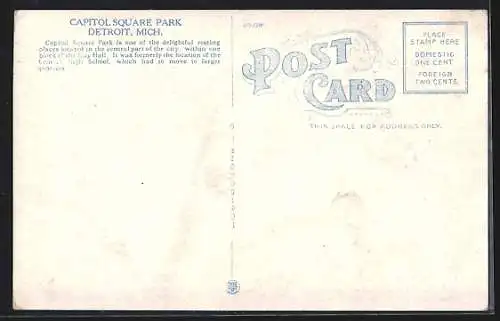 CAPITOL SQUARE PARK
DETROIT, MICH.
Capitol Square Park is one of the delightful resting
places located in the central part of the city, within one
block of the City Hall. It was formerly the location of the
Central High School, which had to move to larger
quarters.
POST
CARD
THIS SPACE FOR ADDRESS ONLY.
PLACE
STAMP HERE
DOMESTIC
ONE CENT
FOREIGN
TWO CENTS